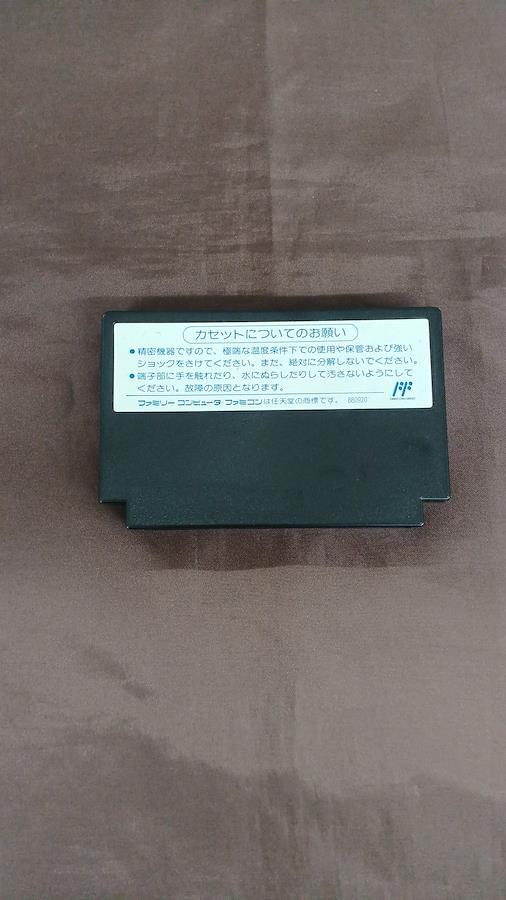 カセットについてのお願い
●精密機器ですので、極端な温度条件下での使用や保管および強い
ショックをさけてください。また、絶対に分解しないでください。
●端子部に手を触れたり、水にぬらしたりして汚さないようにして
ください。故障の原因となります。
ファミリーコンピュータ・ファミコンは任天堂の商標です。 880920